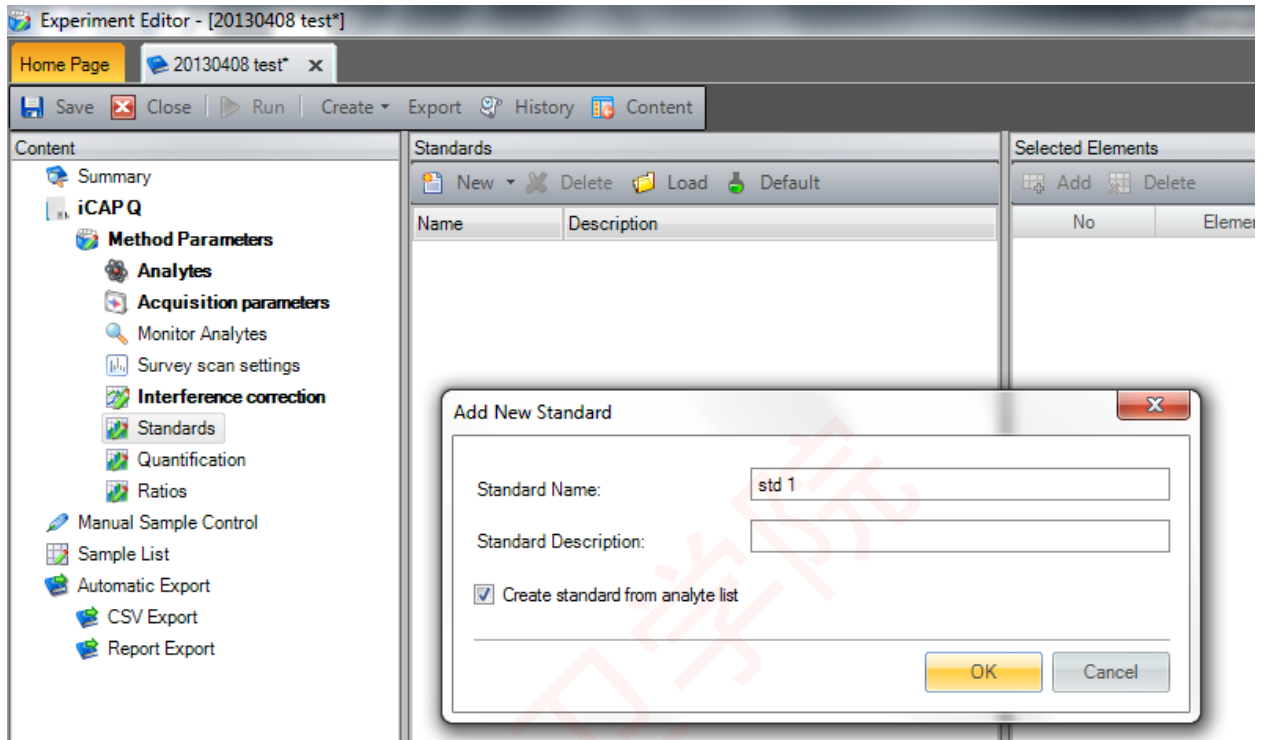 Experiment Editor - [20130408 test*]
Home Page
20130408 test*
Save Close Run Create Export History Content
Content
Summary
iCAP Q
Method Parameters
Analytes
Acquisition parameters
Monitor Analytes
Survey scan settings
Interference correction
Standards
Quantification
Ratios
Manual Sample Control
Sample List
Automatic Export
CSV Export
Report Export
Standards
New Delete Load Default
Name Description
Selected Elements
Add Delete
No Elemen
Add New Standard
Standard Name: std 1
Standard Description:
Create standard from analyte list
OK Cancel
学院